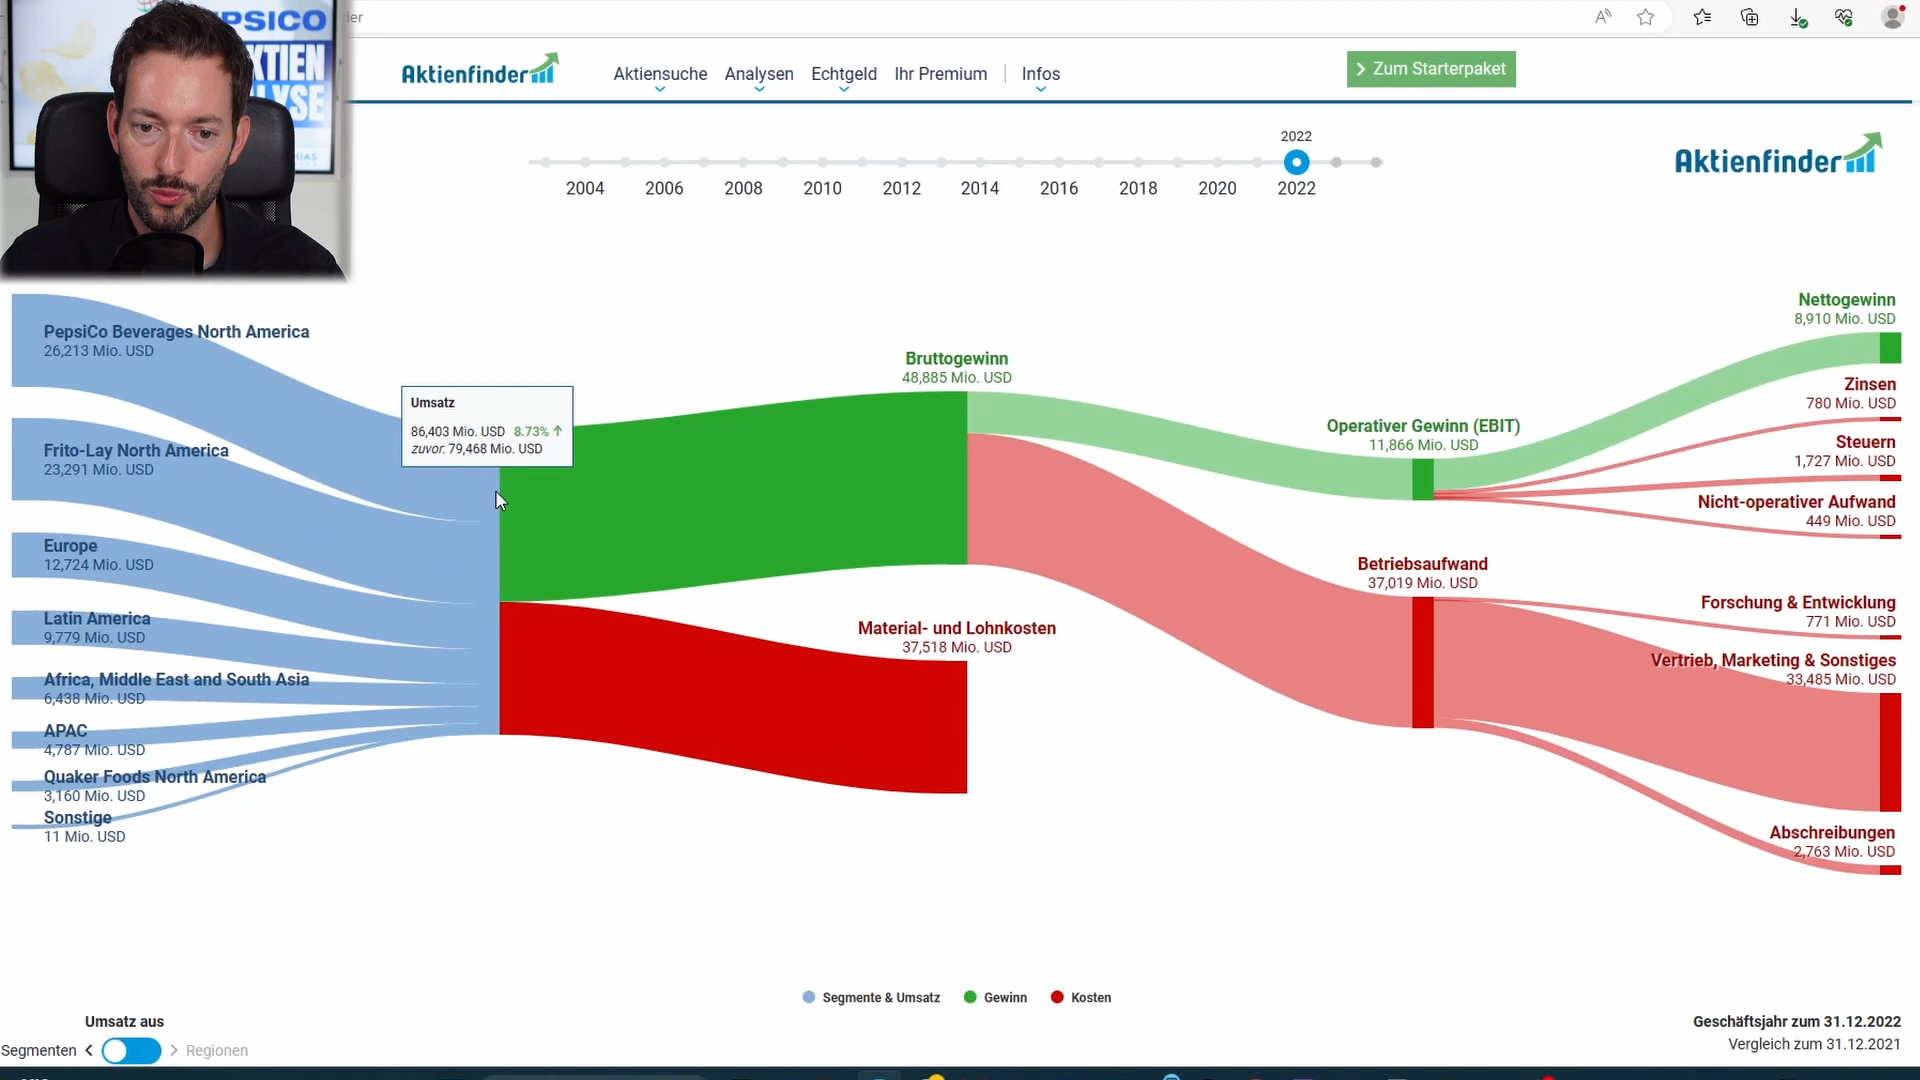 PSICO
KTIEN
LYSE
HIAS
der
Aktienfinder
Aktiensuche
Analysen
Echtgeld
Ihr Premium
Infos
Zum Starterpaket
2022
2004
2006
2008
2010
2012
2014
2016
2018
2020
2022
Aktienfinder
PepsiCo Beverages North America
26,213 Mio. USD
Frito-Lay North America
23,291 Mio. USD
Europe
12,724 Mio. USD
Latin America
9,779 Mio. USD
Africa, Middle East and South Asia
6,438 Mio. USD
APAC
4,787 Mio. USD
Quaker Foods North America
3,160 Mio. USD
Sonstige
11 Mio. USD
Umsatz
86,403 Mio. USD 8.73% ↑
zuvor: 79,468 Mio. USD
Bruttogewinn
48,885 Mio. USD
Material- und Lohnkosten
37,518 Mio. USD
Operativer Gewinn (EBIT)
11,866 Mio. USD
Betriebsaufwand
37,019 Mio. USD
Nettogewinn
8,910 Mio. USD
Zinsen
780 Mio. USD
Steuern
1,727 Mio. USD
Nicht-operativer Aufwand
449 Mio. USD
Forschung & Entwicklung
771 Mio. USD
Vertrieb, Marketing & Sonstiges
33,485 Mio. USD
Abschreibungen
2,763 Mio. USD
Segmente & Umsatz
Gewinn
Kosten
Umsatz aus
Segmenten
Regionen
Geschäftsjahr zum 31.12.2022
Vergleich zum 31.12.2021